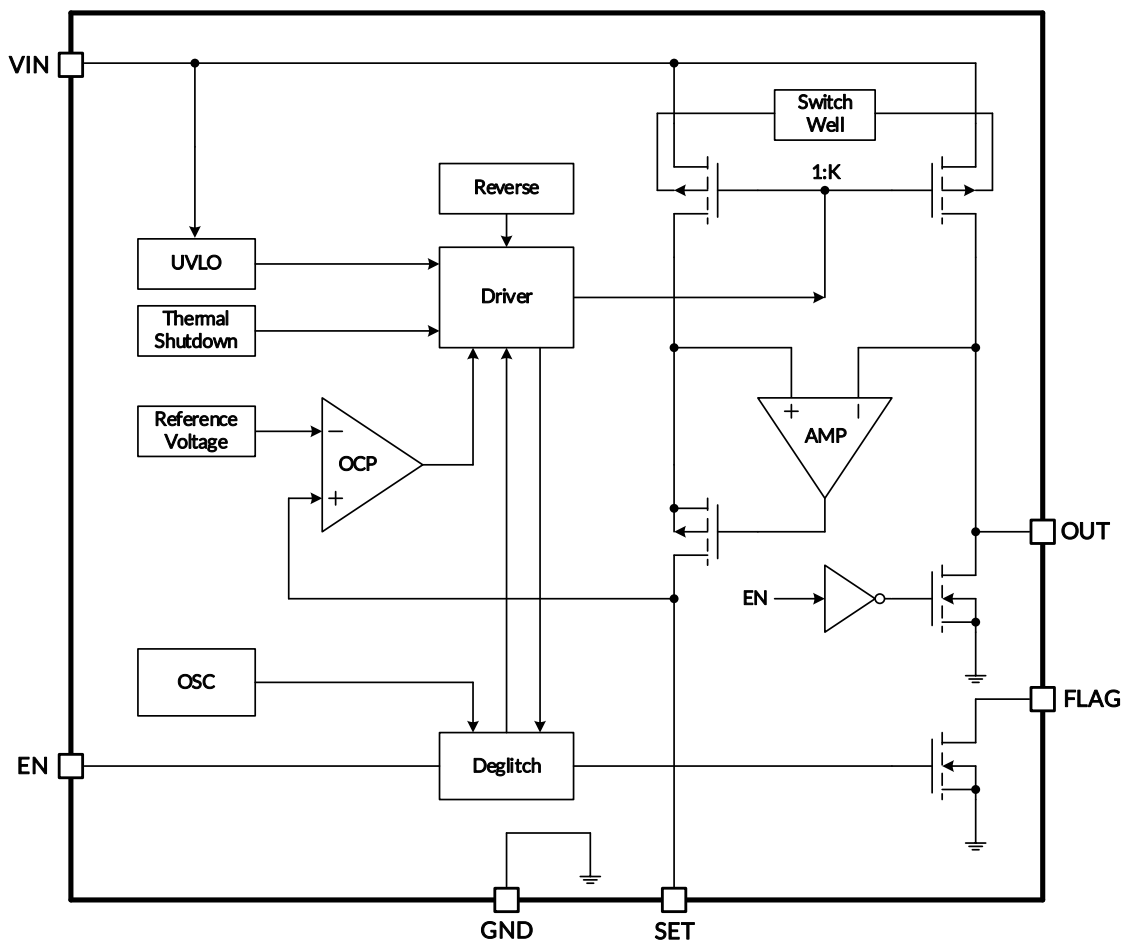 VIN
Switch
Well
1:K
Reverse
UVLO
Driver
Thermal
Shutdown
Reference
Voltage
−
OCP
+
+
−
AMP
OUT
EN
OSC
FLAG
EN
Deglitch
GND
SET